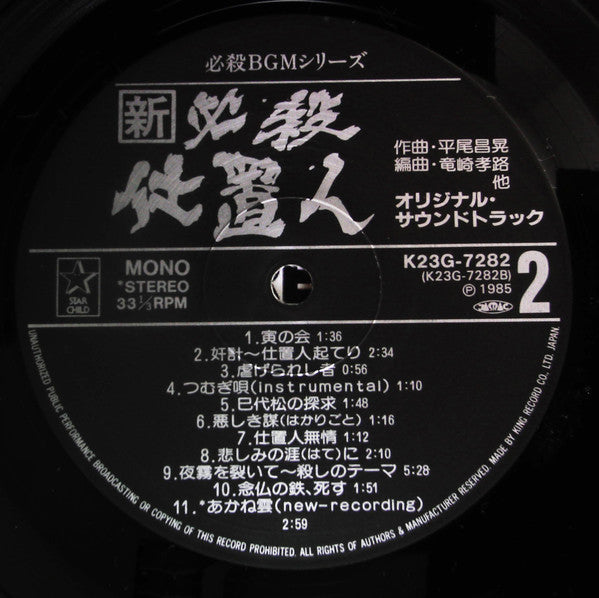 必殺BGMシリーズ
新必殺
仕置人
作曲・平尾昌晃
編曲・竜崎孝路
他
オリジナル・
サウンドトラック
STAR
CHILD
MONO
*STEREO
33 1/3 RPM
K23G-7282
(K23G-7282B)
Ⓟ 1985
2
1.寅の会 1:36
2.奸計〜仕置人起てり 2:34
3.虐げられし者 0:56
4.つむぎ唄(instrumental) 1:10
5.巳代松の探求 1:48
6.悪しき謀(はかりごと) 1:16
7.仕置人無情 1:12
8.悲しみの涯(はて)に 2:10
9.夜霧を裂いて〜殺しのテーマ 5:28
10.念仏の鉄、死す 1:51
11.*あかね雲(new-recording)
2:59
UNAUTHORIZED PUBLIC PERFORMANCE BROADCASTING OR COPYING OF THIS RECORD PROHIBITED. ALL RIGHTS OF AUTHORS & MANUFACTURER RESERVED. MADE BY KING RECORD CO. LTD. JAPAN.